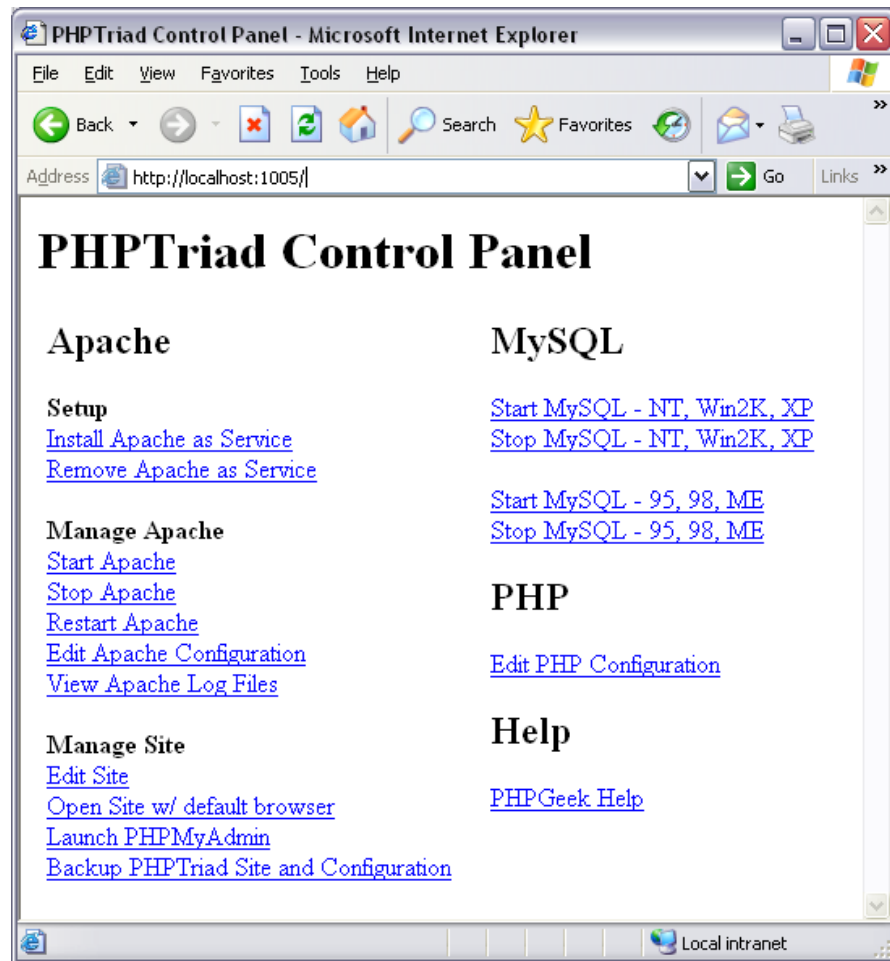 PHPTriad Control Panel - Microsoft Internet Explorer
File Edit View Favorites Tools Help
Back Search Favorites »
Address http://localhost:1005/ Go Links »
PHPTriad Control Panel
Apache
Setup
Install Apache as Service
Remove Apache as Service
Manage Apache
Start Apache
Stop Apache
Restart Apache
Edit Apache Configuration
View Apache Log Files
Manage Site
Edit Site
Open Site w/ default browser
Launch PHPMyAdmin
Backup PHPTriad Site and Configuration
MySQL
Start MySQL - NT, Win2K, XP
Stop MySQL - NT, Win2K, XP
Start MySQL - 95, 98, ME
Stop MySQL - 95, 98, ME
PHP
Edit PHP Configuration
Help
PHPGeek Help
Local intranet